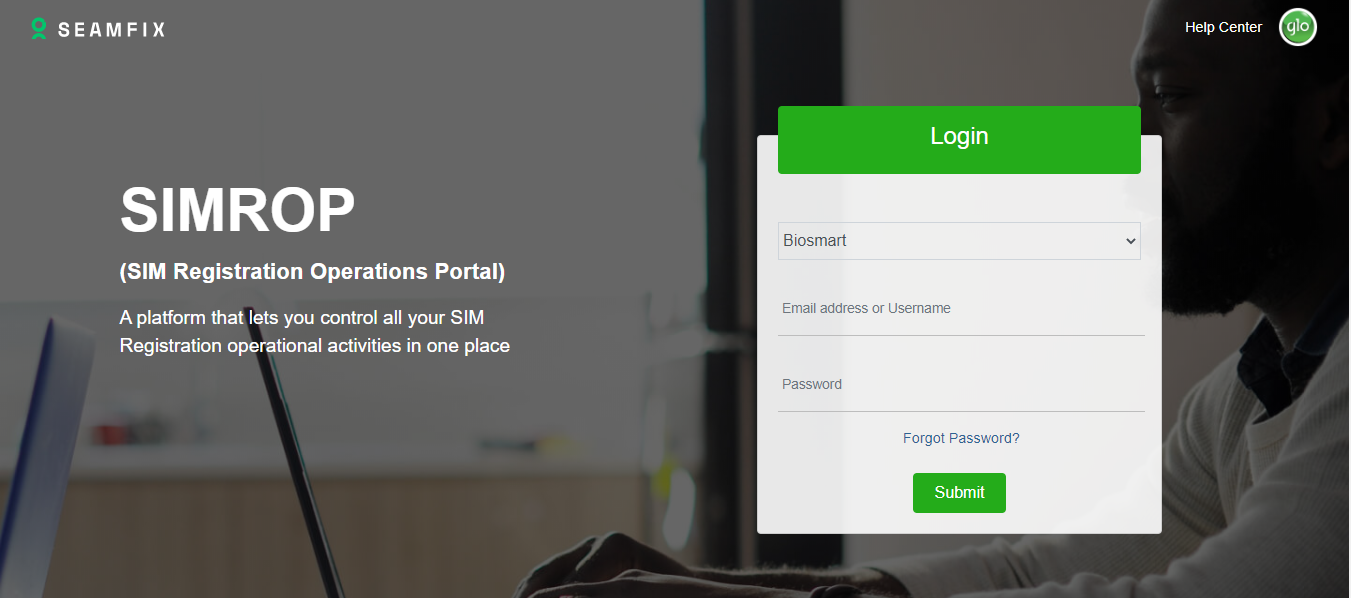 SEAMFIX
Help Center
glo
Login
SIMROP
(SIM Registration Operations Portal)
A platform that lets you control all your SIM
Registration operational activities in one place
Biosmart
Email address or Username
Password
Forgot Password?
Submit